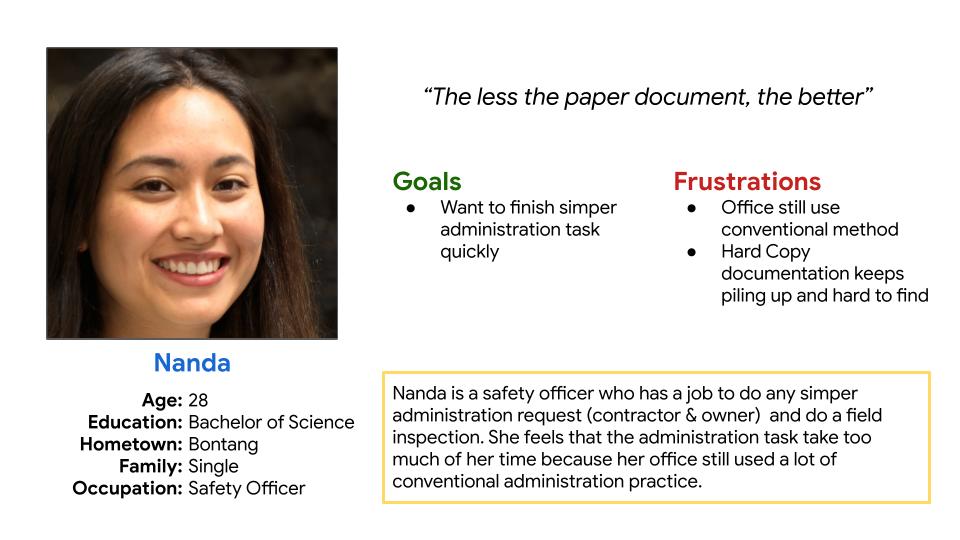 “The less the paper document, the better”
Goals
● Want to finish simper
administration task
quickly
Frustrations
● Office still use
conventional method
● Hard Copy
documentation keeps
piling up and hard to find
Nanda
Age: 28
Education: Bachelor of Science
Hometown: Bontang
Family: Single
Occupation: Safety Officer
Nanda is a safety officer who has a job to do any simper
administration request (contractor & owner)  and do a field
inspection. She feels that the administration task take too
much of her time because her office still used a lot of
conventional administration practice.